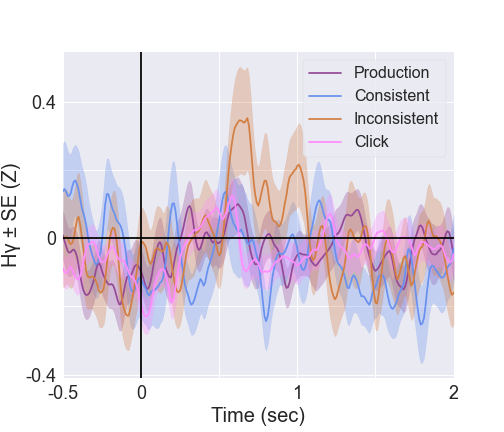 Production
Consistent
Inconsistent
Click
Hγ ± SE (Z)
0.4
0
-0.4
-0.5
0
1
2
Time (sec)